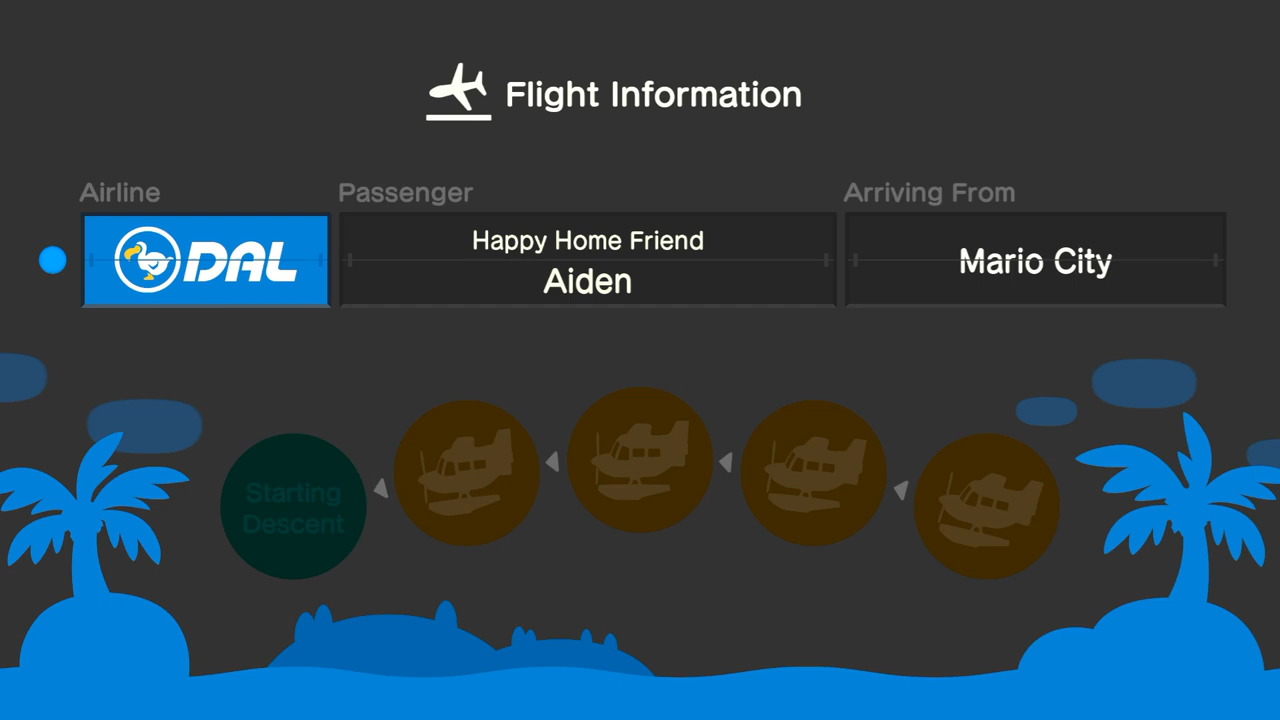 Flight Information
Airline
Passenger
Arriving From
DAL
Happy Home Friend
Aiden
Mario City
Starting
Descent